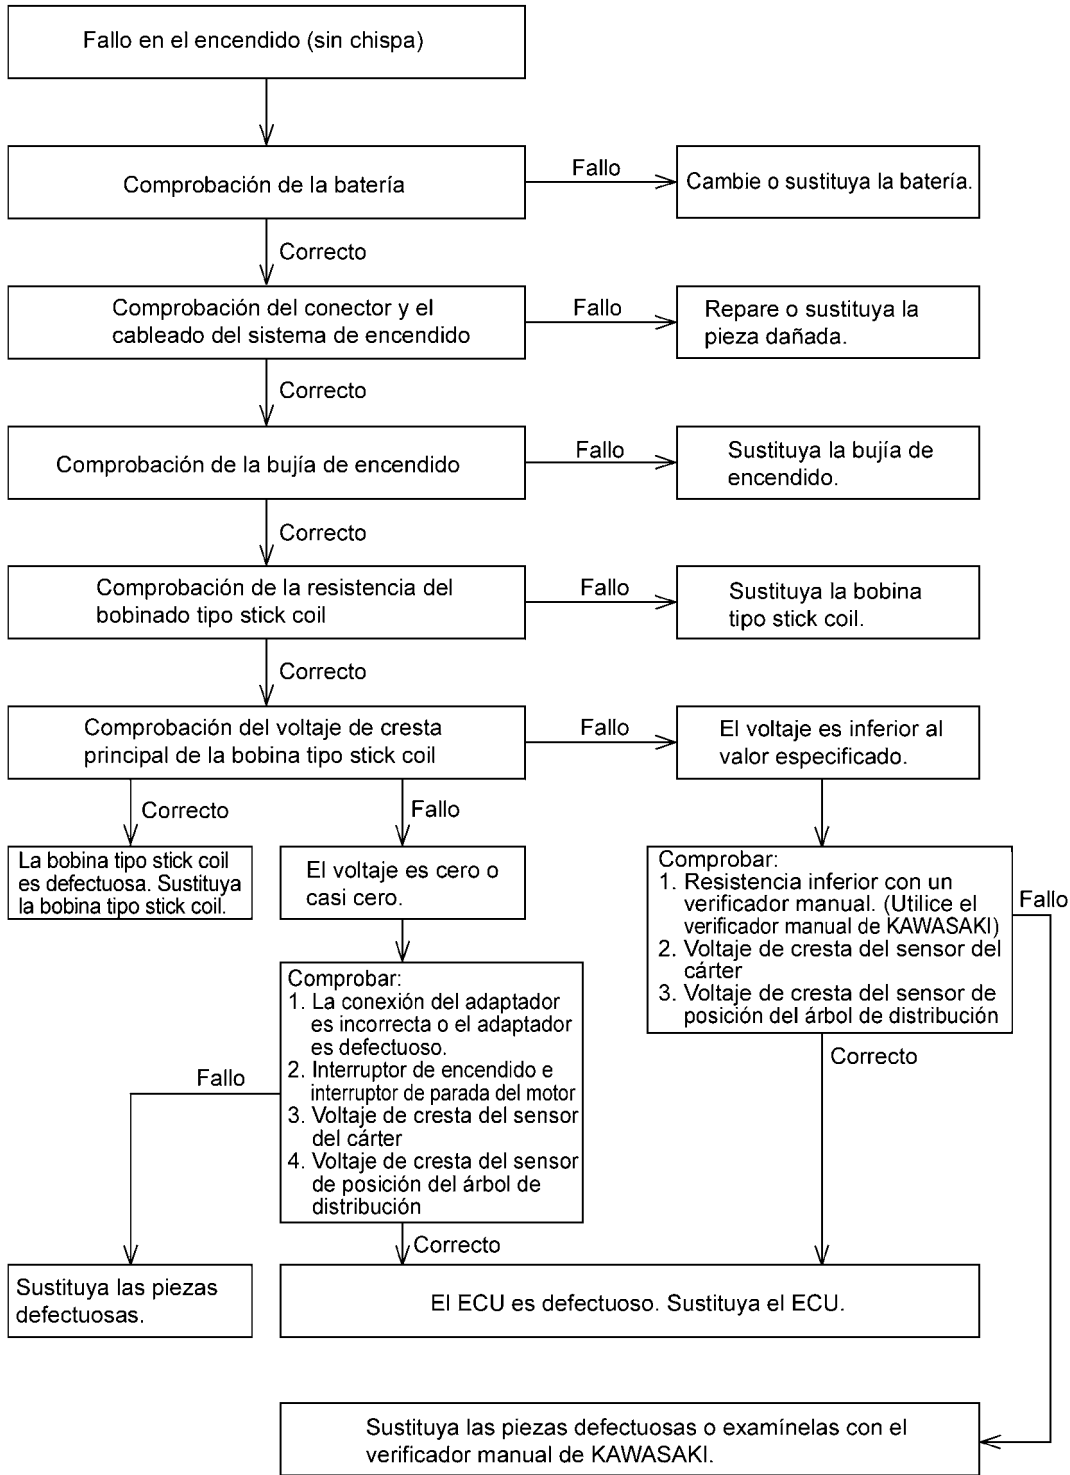 Fallo en el encendido (sin chispa)
Comprobación de la batería
Fallo
Cambie o sustituya la batería.
Correcto
Comprobación del conector y el
cableado del sistema de encendido
Fallo
Repare o sustituya la
pieza dañada.
Correcto
Comprobación de la bujía de encendido
Fallo
Sustituya la bujía de
encendido.
Correcto
Comprobación de la resistencia del
bobinado tipo stick coil
Fallo
Sustituya la bobina
tipo stick coil.
Correcto
Comprobación del voltaje de cresta
principal de la bobina tipo stick coil
Fallo
El voltaje es inferior al
valor especificado.
Correcto
Fallo
La bobina tipo stick coil
es defectuosa. Sustituya
la bobina tipo stick coil.
El voltaje es cero o
casi cero.
Comprobar:
1. Resistencia inferior con un
verificador manual. (Utilice el
verificador manual de KAWASAKI)
2. Voltaje de cresta del sensor del
cárter
3. Voltaje de cresta del sensor de
posición del árbol de distribución
Fallo
Comprobar:
1. La conexión del adaptador
es incorrecta o el adaptador
es defectuoso.
2. Interruptor de encendido e
interruptor de parada del motor
3. Voltaje de cresta del sensor
del cárter
4. Voltaje de cresta del sensor
de posición del árbol de
distribución
Fallo
Correcto
Correcto
Sustituya las piezas
defectuosas.
El ECU es defectuoso. Sustituya el ECU.
Sustituya las piezas defectuosas o examínelas con el
verificador manual de KAWASAKI.